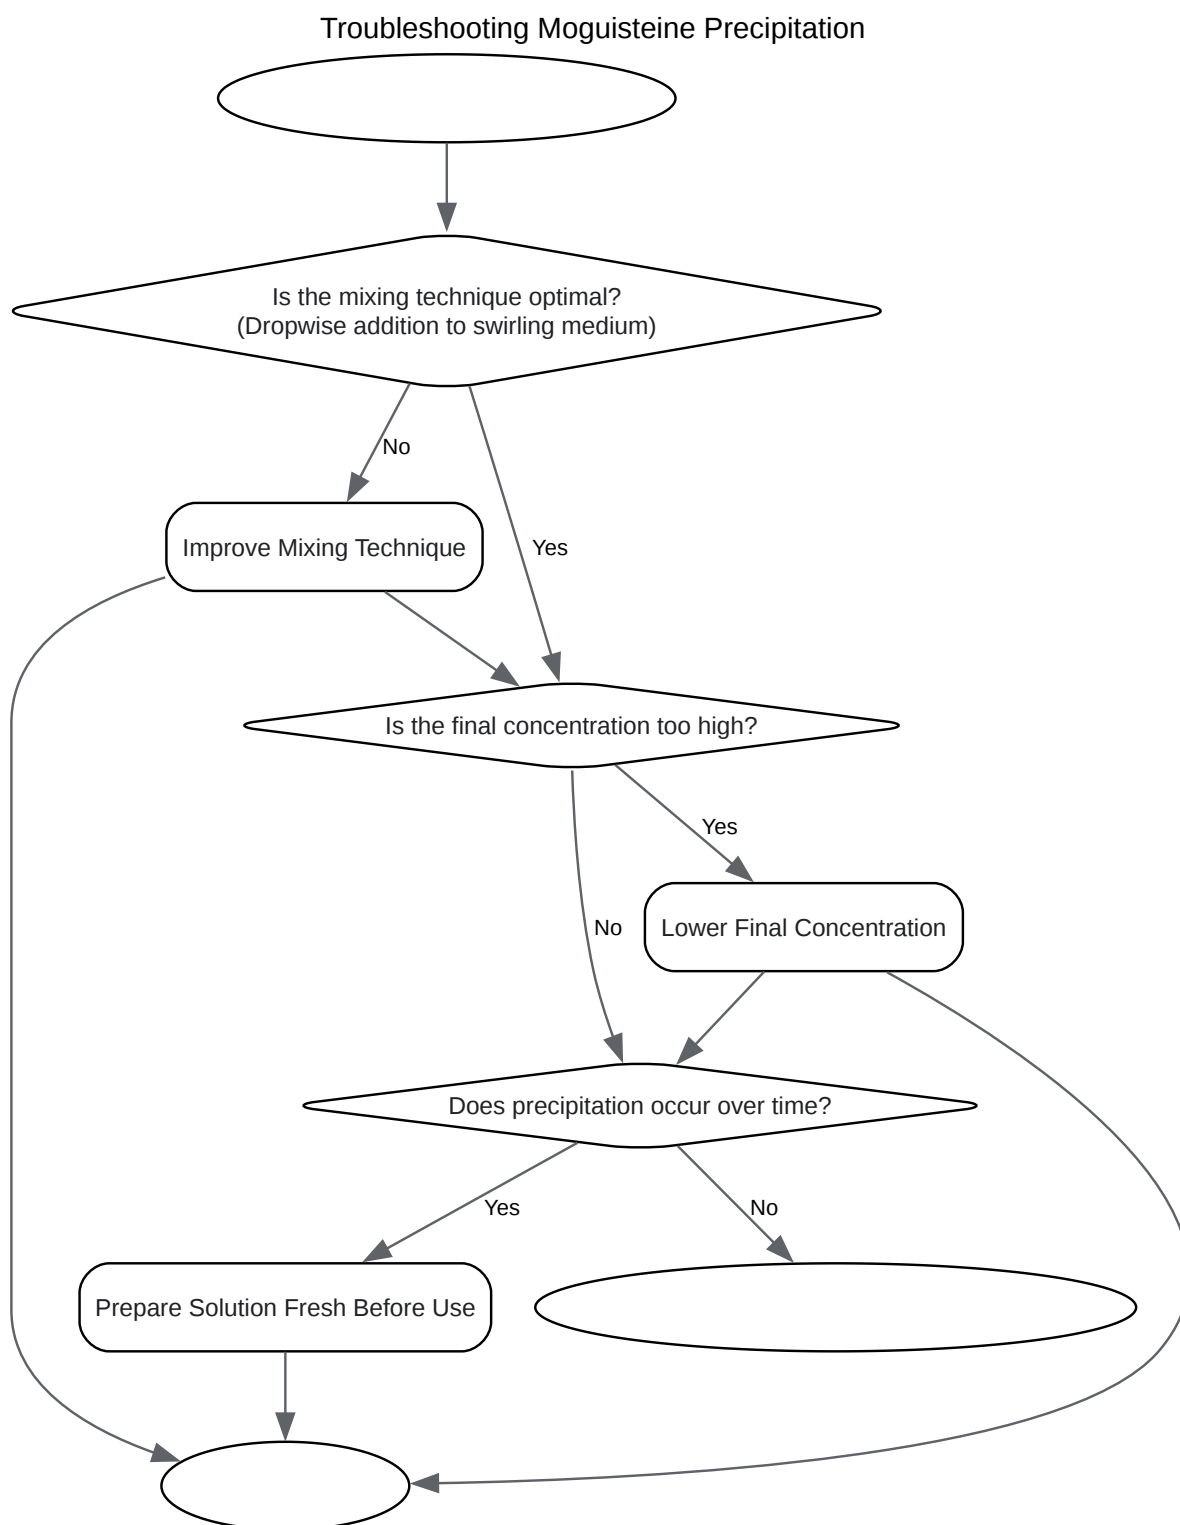 Troubleshooting Moguisteine Precipitation
Is the mixing technique optimal?
(Dropwise addition to swirling medium)
No
Improve Mixing Technique
Yes
Is the final concentration too high?
Yes
No
Lower Final Concentration
Does precipitation occur over time?
Yes
No
Prepare Solution Fresh Before Use